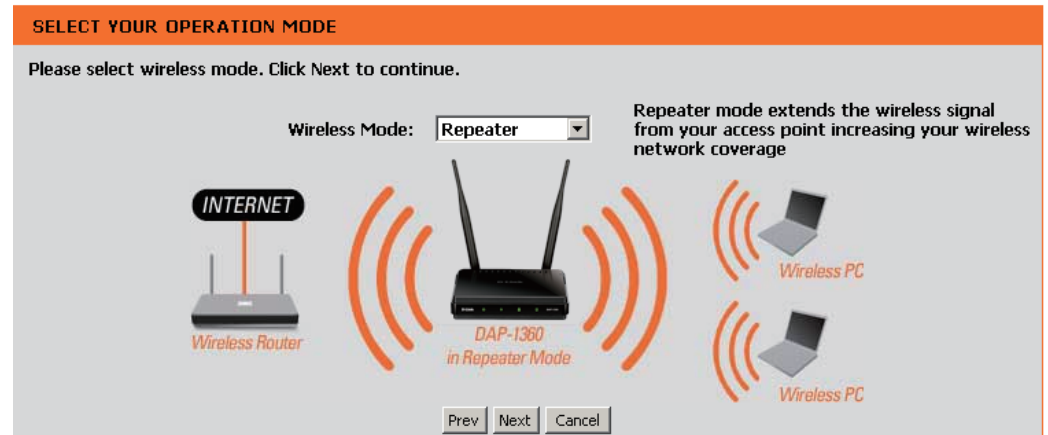 SELECT YOUR OPERATION MODE
Please select wireless mode. Click Next to continue.
Wireless Mode:
Repeater
Repeater mode extends the wireless signal
from your access point increasing your wireless
network coverage
INTERNET
Wireless Router
DAP-1360
in Repeater Mode
Wireless PC
Wireless PC
Prev
Next
Cancel